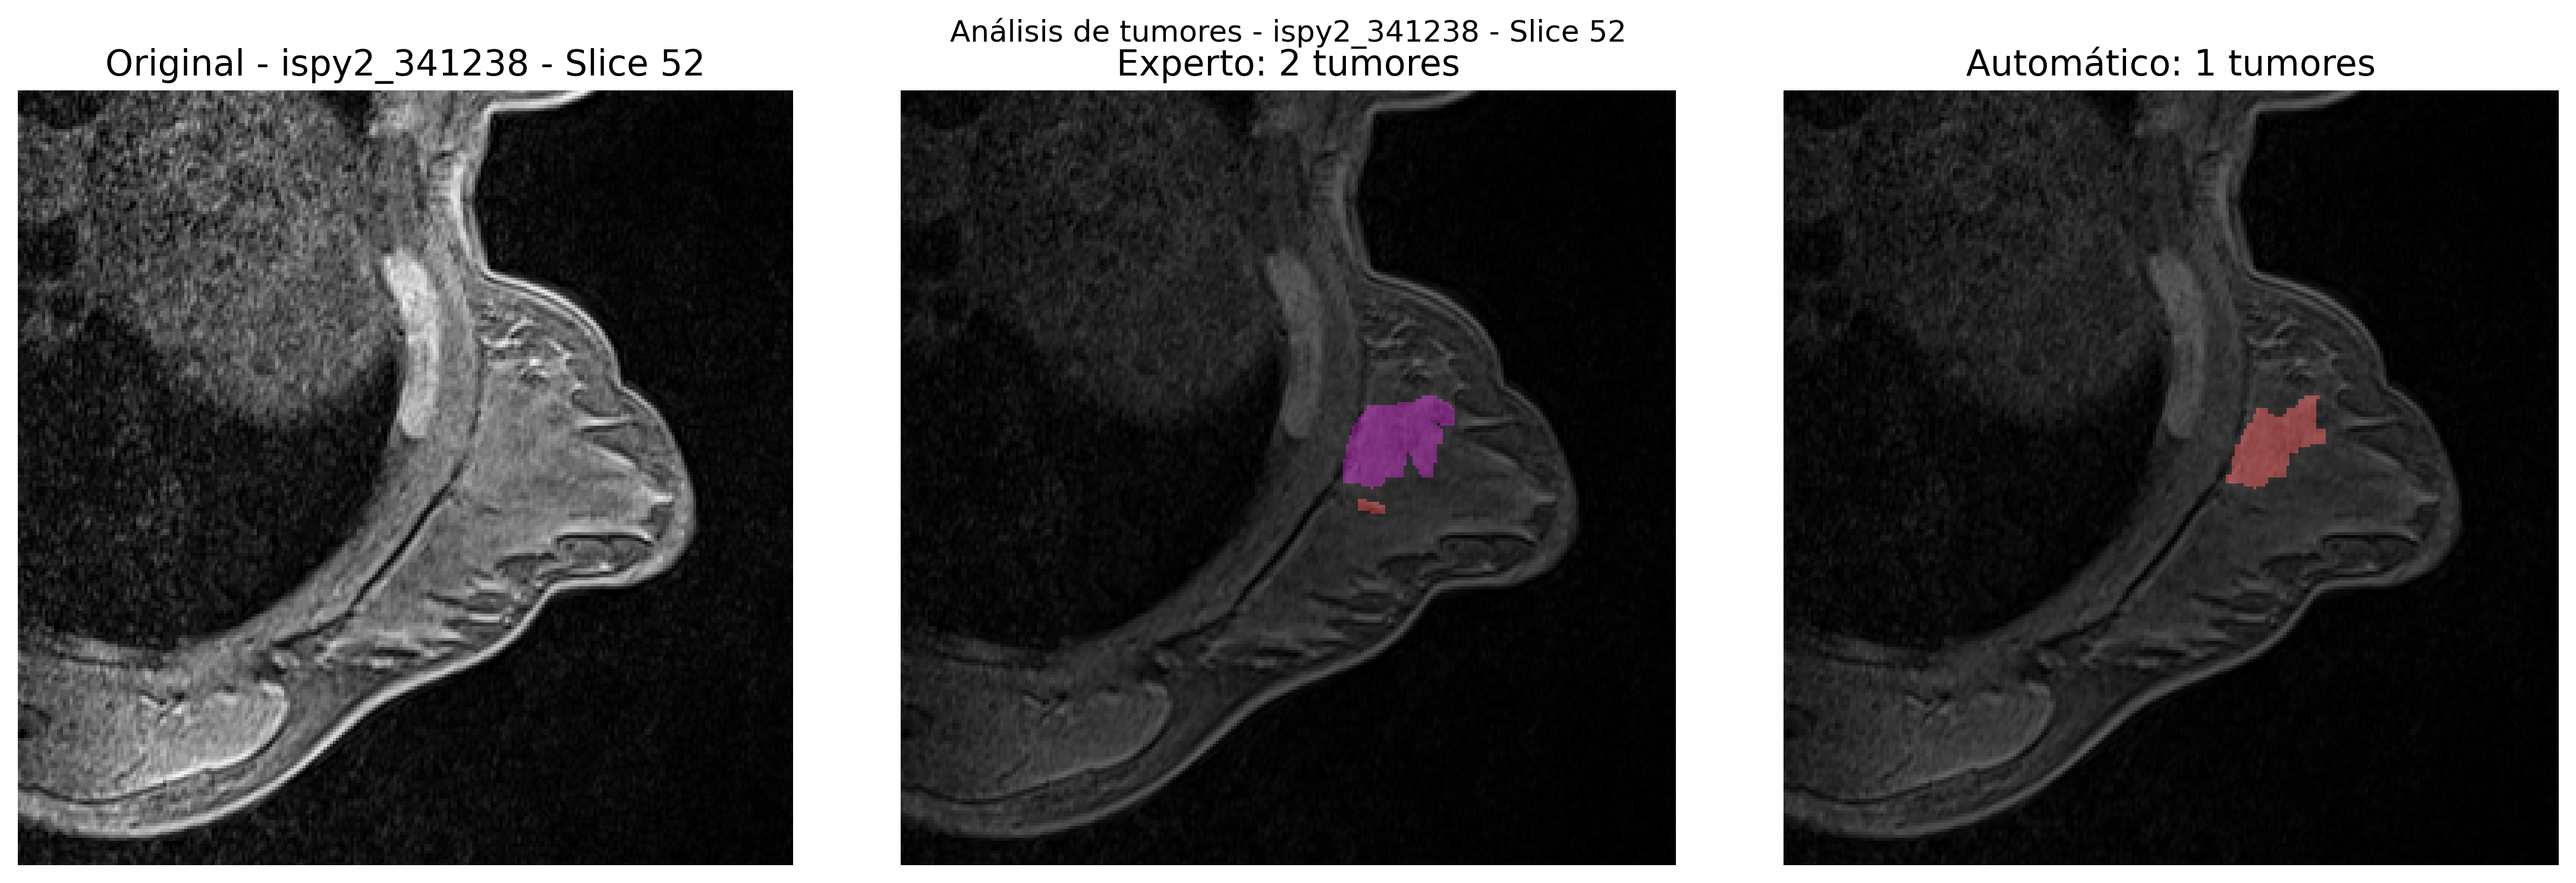 Análisis de tumores - ispy2_341238 - Slice 52
Original - ispy2_341238 - Slice 52
Experto: 2 tumores
Automático: 1 tumores